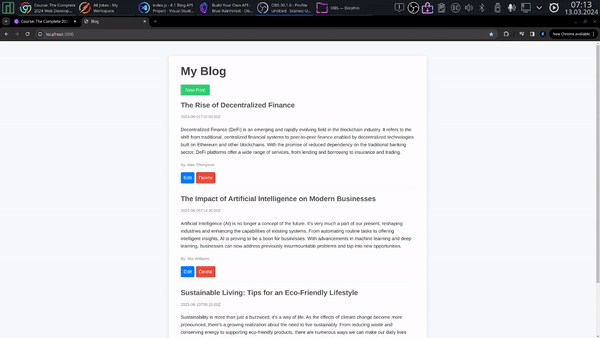 Course: The Complete 2024 Web Develop...
48 Jokes - My Workspace
index.js - 6.1 Blog API Project - Visual Studio...
Build Your Own API - Blue Rainforest - Ub...
OBS 30.1.0 - Profile: Untitled - Scenes: U...
OBS — Dolphin
07:13
13.03.2024
Course: The Complete 202
Blog
localhost:3000
New Chrome available
My Blog
New Post
The Rise of Decentralized Finance
2023-08-01T10:00:00Z
Decentralized Finance (DeFi) is an emerging and rapidly evolving field in the blockchain industry. It refers to the
shift from traditional, centralized financial systems to peer-to-peer finance enabled by decentralized technologies
built on Ethereum and other blockchains. With the promise of reduced dependency on the traditional banking
sector, DeFi platforms offer a wide range of services, from lending and borrowing to insurance and trading.
By: Alex Thompson
Edit Delete
The Impact of Artificial Intelligence on Modern Businesses
2023-08-05T14:30:00Z
Artificial Intelligence (AI) is no longer a concept of the future. It's very much a part of our present, reshaping
industries and enhancing the capabilities of existing systems. From automating routine tasks to offering
intelligent insights, AI is proving to be a boon for businesses. With advancements in machine learning and deep
learning, businesses can now address previously insurmountable problems and tap into new opportunities.
By: Mia Williams
Edit Delete
Sustainable Living: Tips for an Eco-Friendly Lifestyle
2023-08-10T09:15:00Z
Sustainability is more than just a buzzword; it's a way of life. As the effects of climate change become more
pronounced, there's a growing realization about the need to live sustainably. From reducing waste and
conserving energy to supporting eco-friendly products, there are numerous ways we can make our daily lives